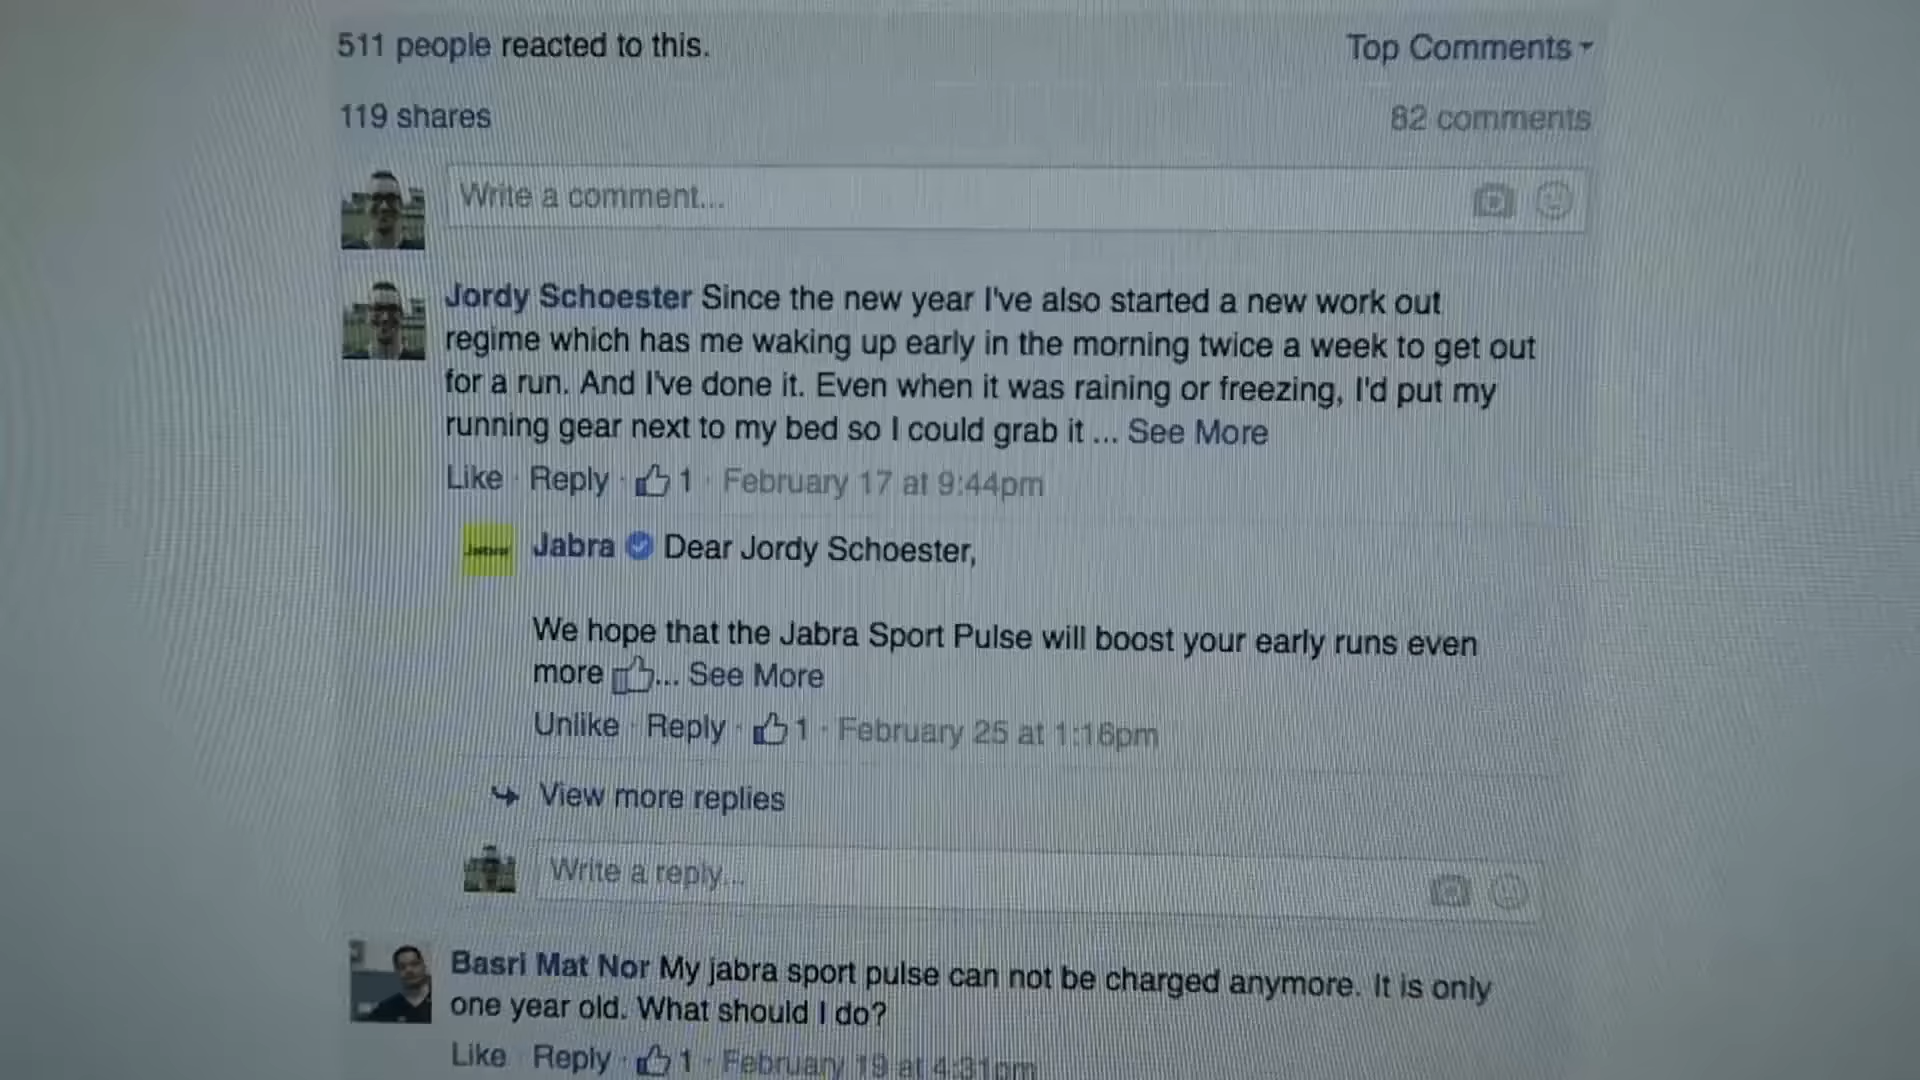 511 people reacted to this.
Top Comments
119 shares
82 comments
Write a comment...
Jordy Schoester Since the new year I've also started a new work out
regime which has me waking up early in the morning twice a week to get out
for a run. And I've done it. Even when it was raining or freezing, I'd put my
running gear next to my bed so I could grab it ... See More
Like · Reply · 1 · February 17 at 9:44pm
Jabra
Jabra Dear Jordy Schoester,
We hope that the Jabra Sport Pulse will boost your early runs even
more ... See More
Unlike · Reply · 1 · February 25 at 1:16pm
View more replies
Write a reply...
Basri Mat Nor My jabra sport pulse can not be charged anymore. It is only
one year old. What should I do?
Like · Reply · 1 · February 19 at 4:31pm